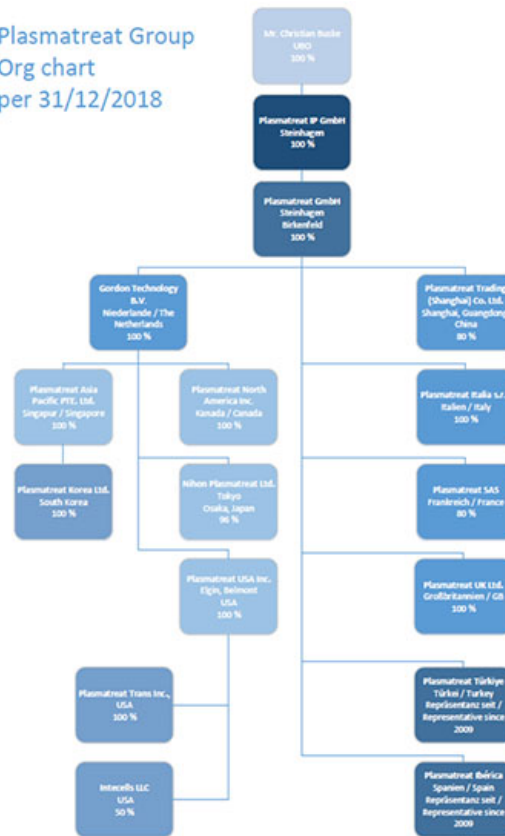 Plasmatreat Group
Org chart
per 31/12/2018
Mr. Christian Buske
UBO
100 %
Plasmatreat IP GmbH
Steinhagen
100 %
Plasmatreat GmbH
Steinhagen
Birkenfeld
100 %
Gordon Technology
B.V.
Niederlande / The
Netherlands
100 %
Plasmatreat Trading
(Shanghai) Co. Ltd.
Shanghai, Guangdong
China
80 %
Plasmatreat Asia
Pacific PTE. Ltd.
Singapur / Singapore
100 %
Plasmatreat North
America Inc.
Kanada / Canada
100 %
Plasmatreat Italia s.r.
Italien / Italy
100 %
Plasmatreat Korea Ltd.
South Korea
100 %
Nihon Plasmatreat Ltd.
Tokyo
Osaka, Japan
96 %
Plasmatreat SAS
Frankreich / France
80 %
Plasmatreat USA Inc.
Elgin, Belmont
USA
100 %
Plasmatreat UK Ltd.
Großbritannien / GB
100 %
Plasmatreat Trans Inc.,
USA
100 %
Plasmatreat Türkiye
Türkei / Turkey
Repräsentanz seit /
Representative since
2009
Intecells LLC
USA
50 %
Plasmatreat Ibérica
Spanien / Spain
Repräsentanz seit /
Representative since
2009